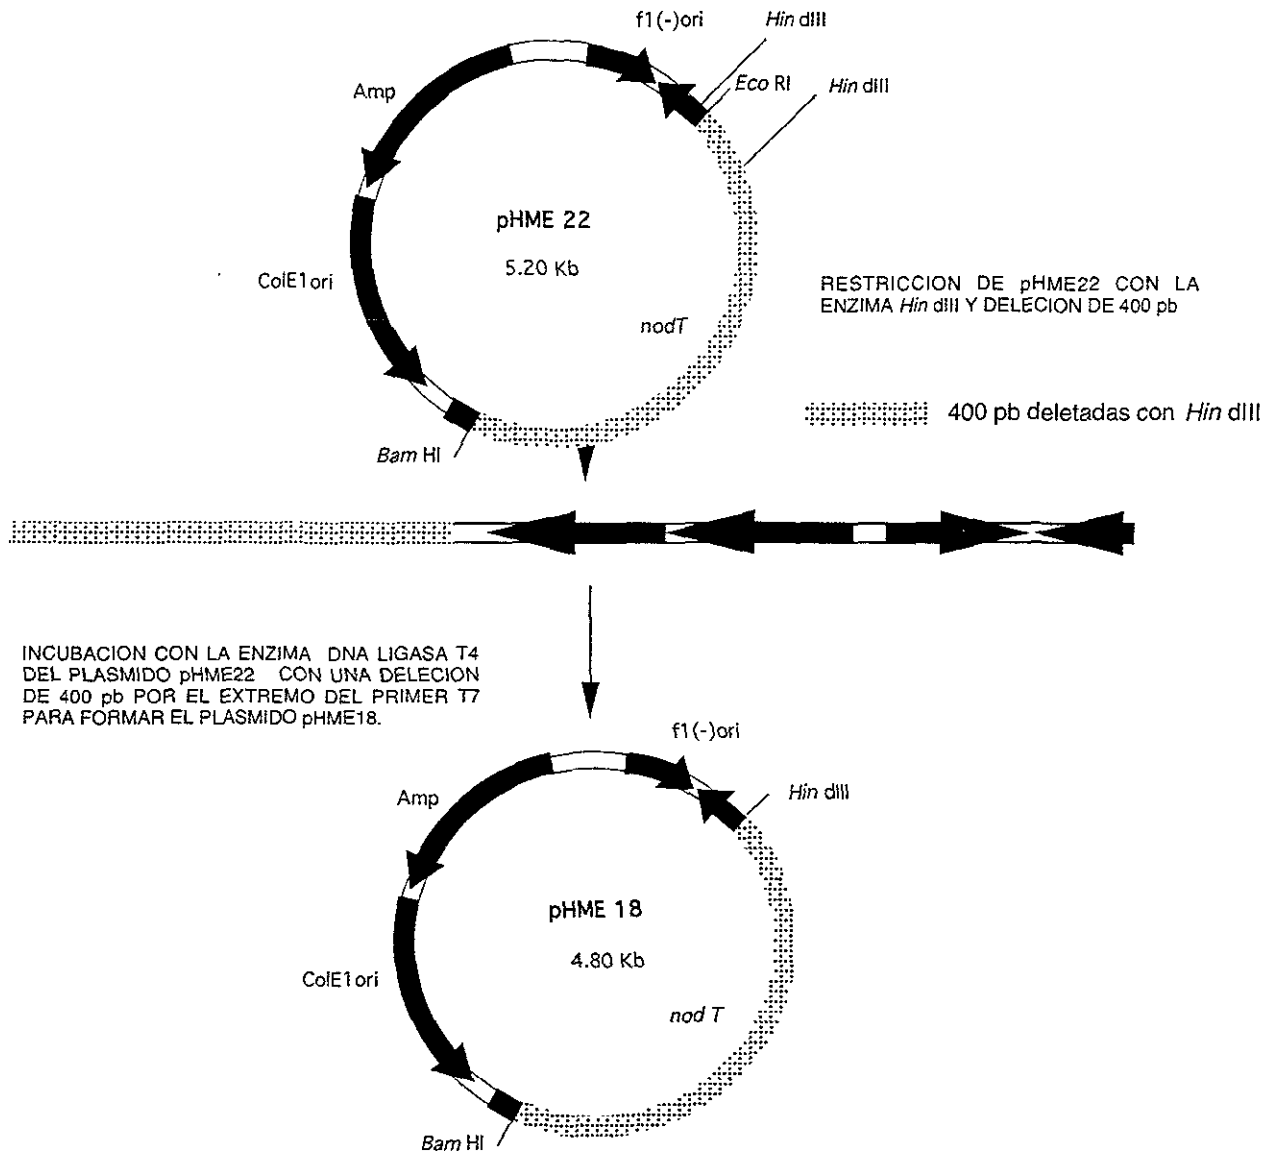 f1(-)ori
Hin dIII
Eco RI
Hin dIII
Amp
pHME 22
5.20 Kb
ColE1ori
nodT
Bam HI
RESTRICCION DE pHME22 CON LA
ENZIMA Hin dIII Y DELECION DE 400 pb
400 pb deletadas con Hin dIII
INCUBACION CON LA ENZIMA DNA LIGASA T4
DEL PLASMIDO pHME22 CON UNA DELECION
DE 400 pb POR EL EXTREMO DEL PRIMER T7
PARA FORMAR EL PLASMIDO pHME18.
f1(-)ori
Hin dIII
Amp
pHME 18
4.80 Kb
ColE1ori
nod T
Bam HI